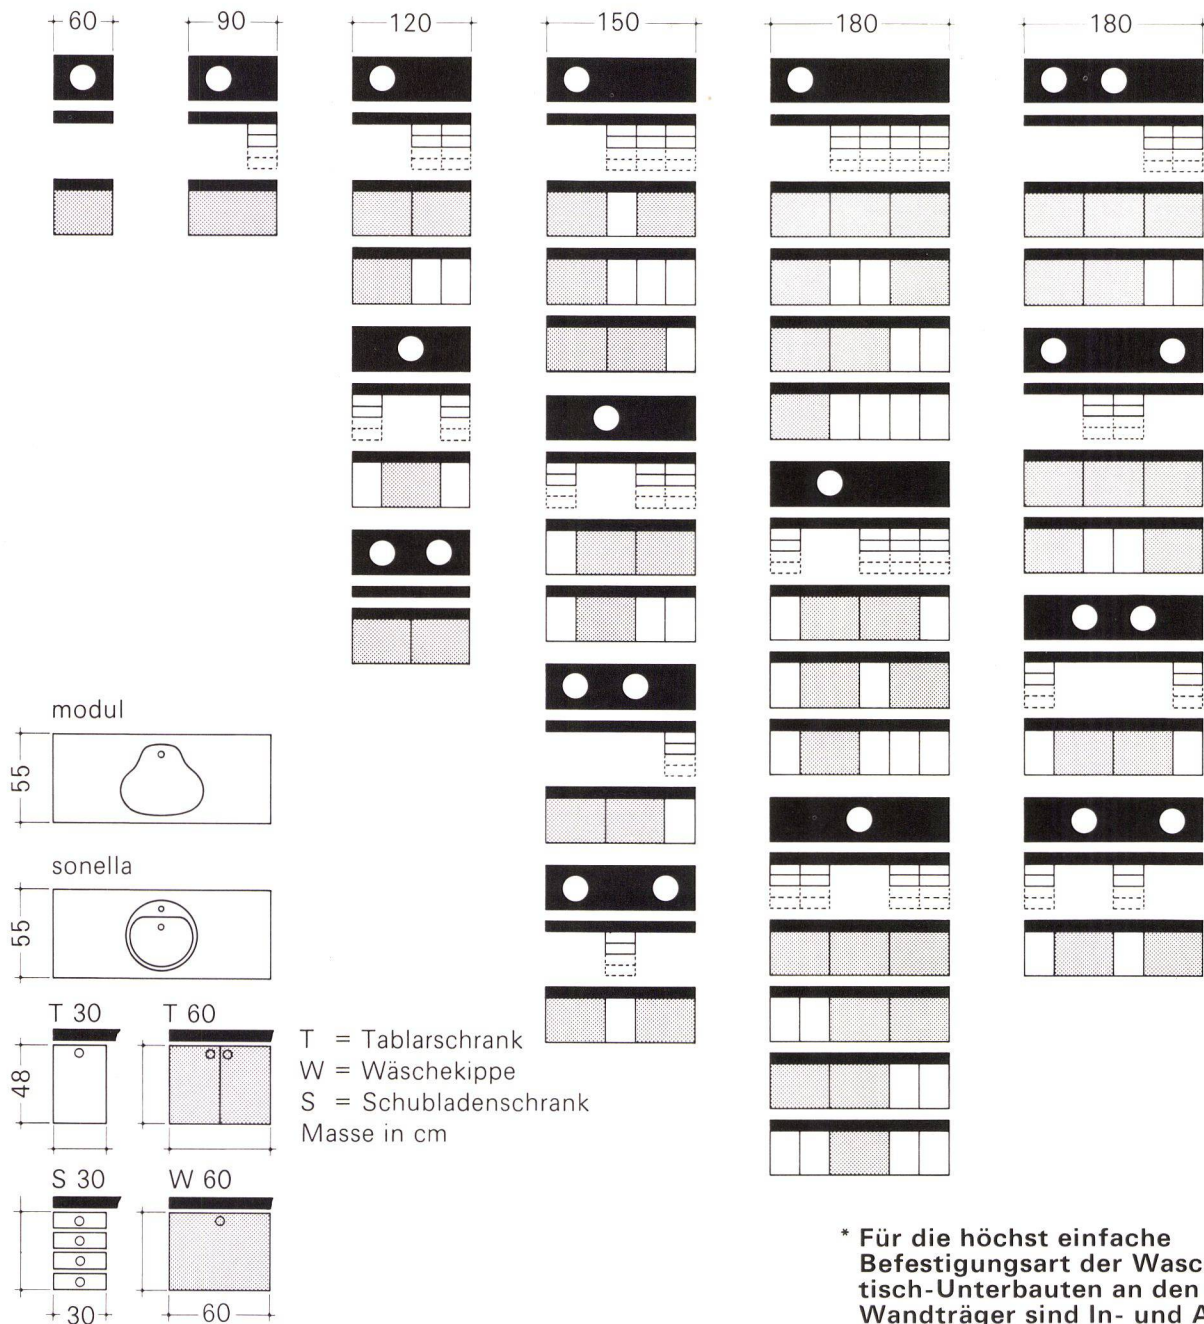 60 90 120 150 180 180
modul
55
sonella
55
T 30 T 60
48
T = Tablarschrank
W = Wäschekippe
S = Schubladenschrank
Masse in cm
S 30 W 60
30 60
* Für die höchst einfache
Befestigungsart der
tisch-Unterbauten an den
Wandträger sind In- und